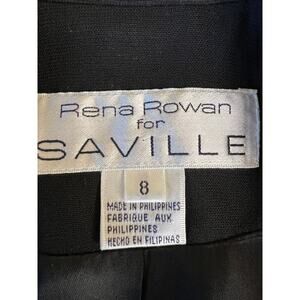 Rena Rowan
for
SAVILLE
8
MADE IN PHILIPPINES
FABRIQUE AUX
PHILIPPINES
HECHO EN FILIPINAS